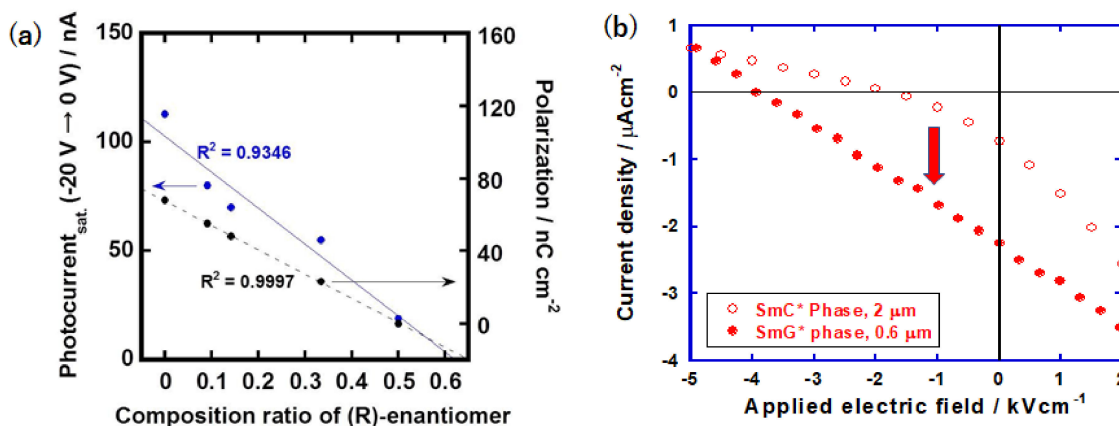 (a)
Photocurrent sat. (-20 V → 0 V) / nA
150
100
50
0
R² = 0.9346
R² = 0.9997
160
120
80
40
0
Polarization / nC cm⁻²
0 0.1 0.2 0.3 0.4 0.5 0.6
Composition ratio of (R)-enantiomer
(b)
Current density / μAcm⁻²
1
0
-1
-2
-3
-4
SmC* Phase, 2 μm
SmG* phase, 0.6 μm
-5 -4 -3 -2 -1 0 1 2
Applied electric field / kVcm⁻¹